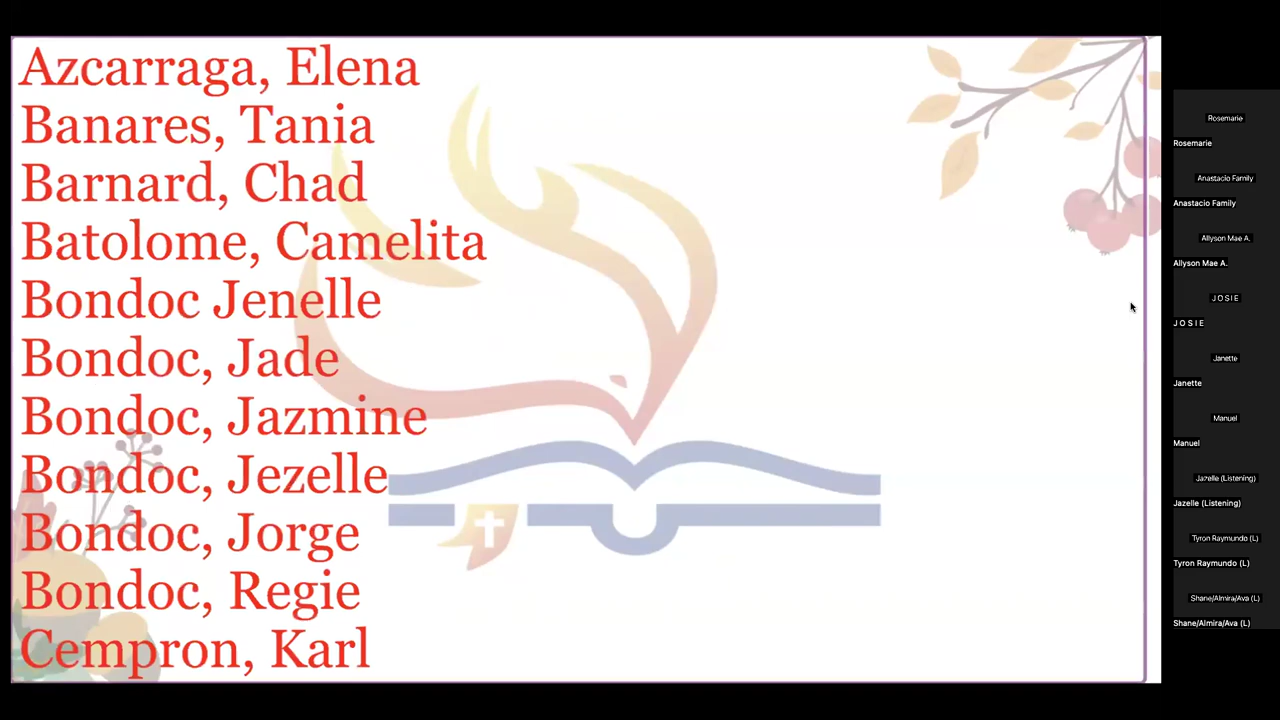 Azcarraga, Elena
Banares, Tania
Barnard, Chad
Batolome, Camelita
Bondoc Jenelle
Bondoc, Jade
Bondoc, Jazmine
Bondoc, Jezelle
Bondoc, Jorge
Bondoc, Regie
Cempron, Karl
Rosemarie
Rosemarie
Anastacio Family
Anastacio Family
Allyson Mae A.
Allyson Mae A.
J O S I E
J O S I E
Janette
Janette
Manuel
Manuel
Jazelle (Listening)
Jazelle (Listening)
Tyron Raymundo (L)
Tyron Raymundo (L)
Shane/Almira/Ava (L)
Shane/Almira/Ava (L)